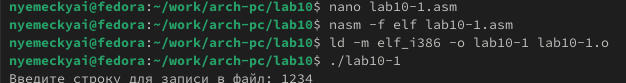 nyemeckyai@fedora:~/work/arch-pc/lab10$ nano lab10-1.asm
nyemeckyai@fedora:~/work/arch-pc/lab10$ nasm -f elf lab10-1.asm
nyemeckyai@fedora:~/work/arch-pc/lab10$ ld -m elf_i386 -o lab10-1 lab10-1.o
nyemeckyai@fedora:~/work/arch-pc/lab10$ ./lab10-1
Введите строку для записи в файл: 1234